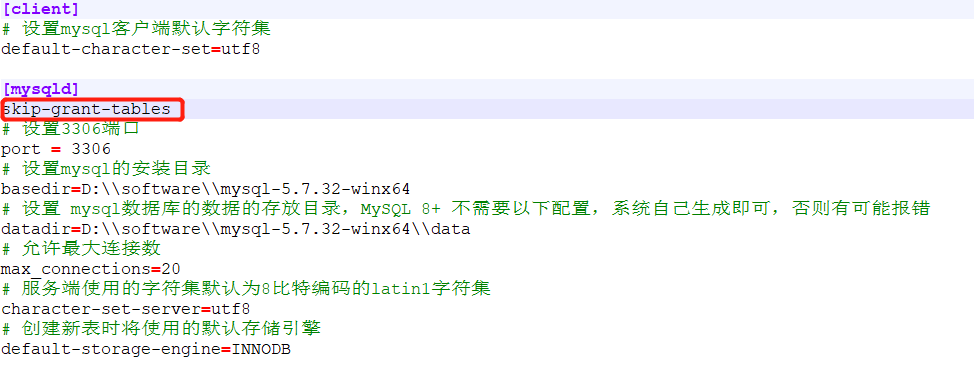 [client]
# 设置mysql客户端默认字符集
default-character-set=utf8
[mysqld]
skip-grant-tables
# 设置3306端口
port = 3306
# 设置mysql的安装目录
basedir=D:\\software\\mysql-5.7.32-winx64
# 设置 mysql数据库的数据的存放目录，MySQL 8+ 不需要以下配置，系统自己生成即可，否则有可能报错
datadir=D:\\software\\mysql-5.7.32-winx64\\data
# 允许最大连接数
max_connections=20
# 服务端使用的字符集默认为8比特编码的latin1字符集
character-set-server=utf8
# 创建新表时将使用的默认存储引擎
default-storage-engine=INNODB